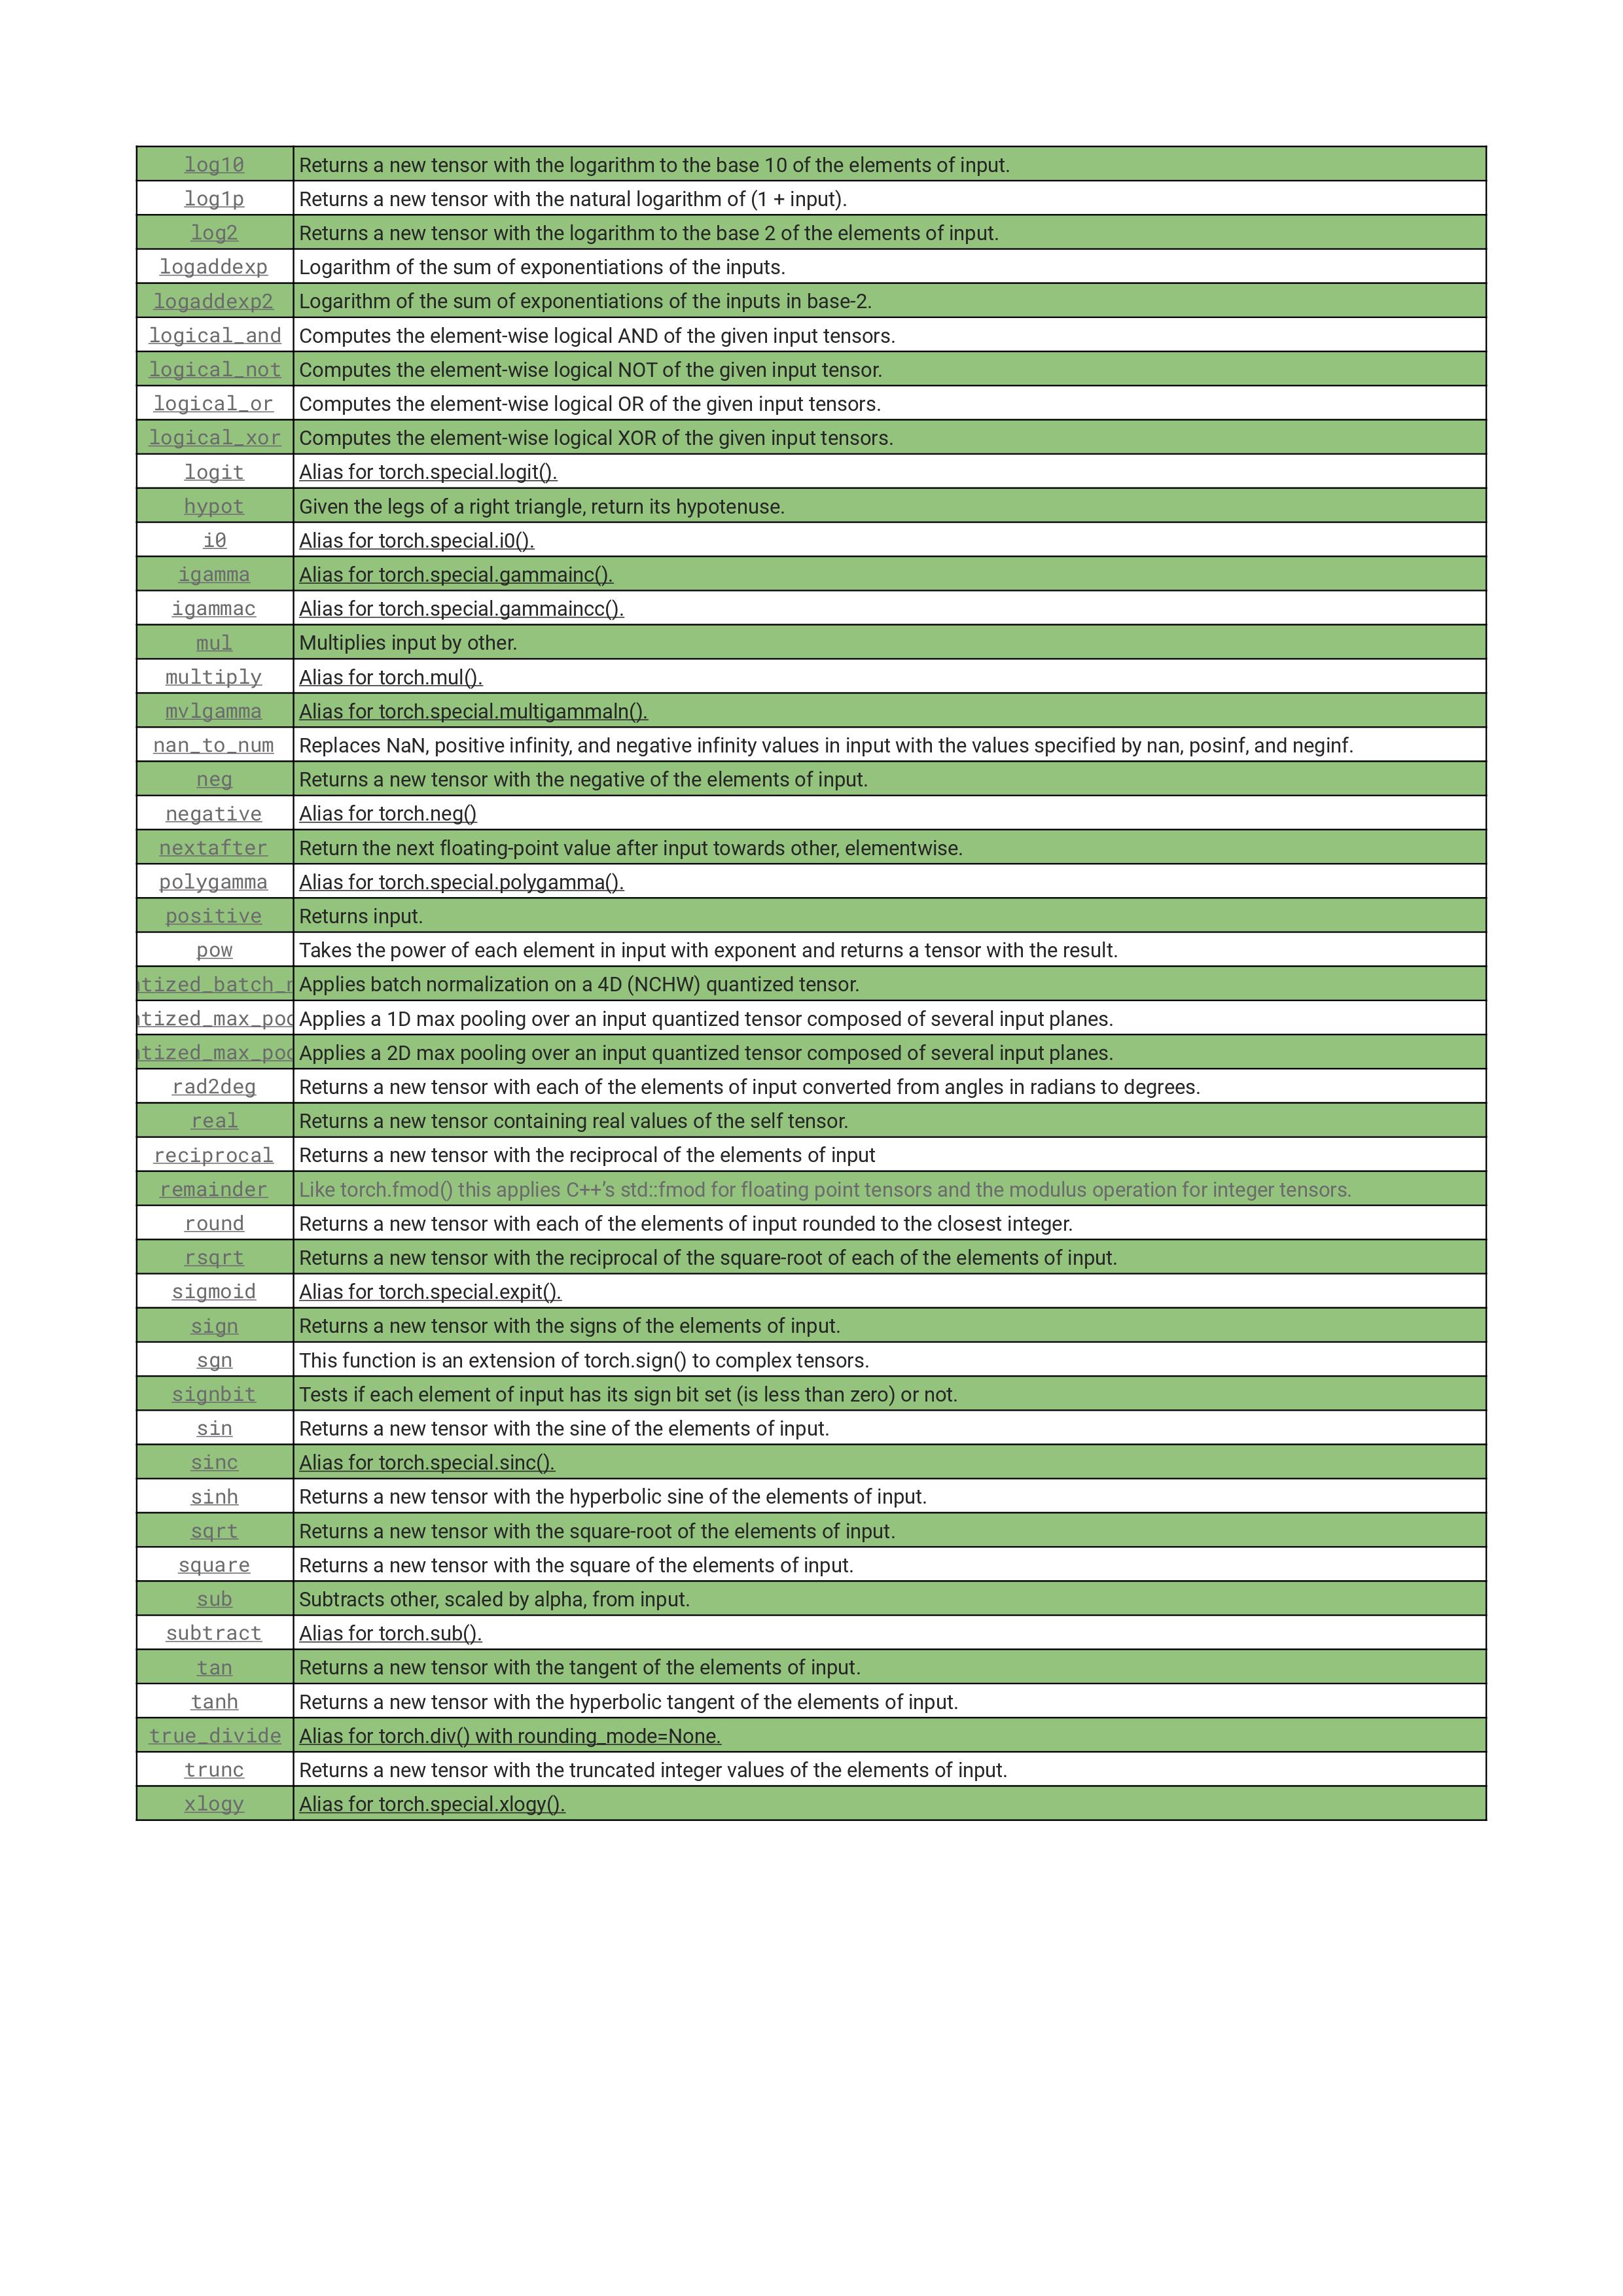 log10 Returns a new tensor with the logarithm to the base 10 of the elements of input.
log1p Returns a new tensor with the natural logarithm of (1 + input).
log2 Returns a new tensor with the logarithm to the base 2 of the elements of input.
logaddexp Logarithm of the sum of exponentiations of the inputs.
logaddexp2 Logarithm of the sum of exponentiations of the inputs in base-2.
logical_and Computes the element-wise logical AND of the given input tensors.
logical_not Computes the element-wise logical NOT of the given input tensor.
logical_or Computes the element-wise logical OR of the given input tensors.
logical_xor Computes the element-wise logical XOR of the given input tensors.
logit Alias for torch.special.logit().
hypot Given the legs of a right triangle, return its hypotenuse.
i0 Alias for torch.special.i0().
igamma Alias for torch.special.gammainc().
igammac Alias for torch.special.gammaincc().
mul Multiplies input by other.
multiply Alias for torch.mul().
mvlgamma Alias for torch.special.multigammaln().
nan_to_num Replaces NaN, positive infinity, and negative infinity values in input with the values specified by nan, posinf, and neginf.
neg Returns a new tensor with the negative of the elements of input.
negative Alias for torch.neg()
nextafter Return the next floating-point value after input towards other, elementwise.
polygamma Alias for torch.special.polygamma().
positive Returns input.
pow Takes the power of each element in input with exponent and returns a tensor with the result.
tized_batch_ Applies batch normalization on a 4D (NCHW) quantized tensor.
tized_max_po Applies a 1D max pooling over an input quantized tensor composed of several input planes.
tized_max_po Applies a 2D max pooling over an input quantized tensor composed of several input planes.
rad2deg Returns a new tensor with each of the elements of input converted from angles in radians to degrees.
real Returns a new tensor containing real values of the self tensor.
reciprocal Returns a new tensor with the reciprocal of the elements of input
remainder Like torch.fmod() this applies C++’s std::fmod for floating point tensors and the modulus operation for integer tensors.
round Returns a new tensor with each of the elements of input rounded to the closest integer.
rsqrt Returns a new tensor with the reciprocal of the square-root of each of the elements of input.
sigmoid Alias for torch.special.expit().
sign Returns a new tensor with the signs of the elements of input.
sgn This function is an extension of torch.sign() to complex tensors.
signbit Tests if each element of input has its sign bit set (is less than zero) or not.
sin Returns a new tensor with the sine of the elements of input.
sinc Alias for torch.special.sinc().
sinh Returns a new tensor with the hyperbolic sine of the elements of input.
sqrt Returns a new tensor with the square-root of the elements of input.
square Returns a new tensor with the square of the elements of input.
sub Subtracts other, scaled by alpha, from input.
subtract Alias for torch.sub().
tan Returns a new tensor with the tangent of the elements of input.
tanh Returns a new tensor with the hyperbolic tangent of the elements of input.
true_divide Alias for torch.div() with rounding_mode=None.
trunc Returns a new tensor with the truncated integer values of the elements of input.
xlogy Alias for torch.special.xlogy().